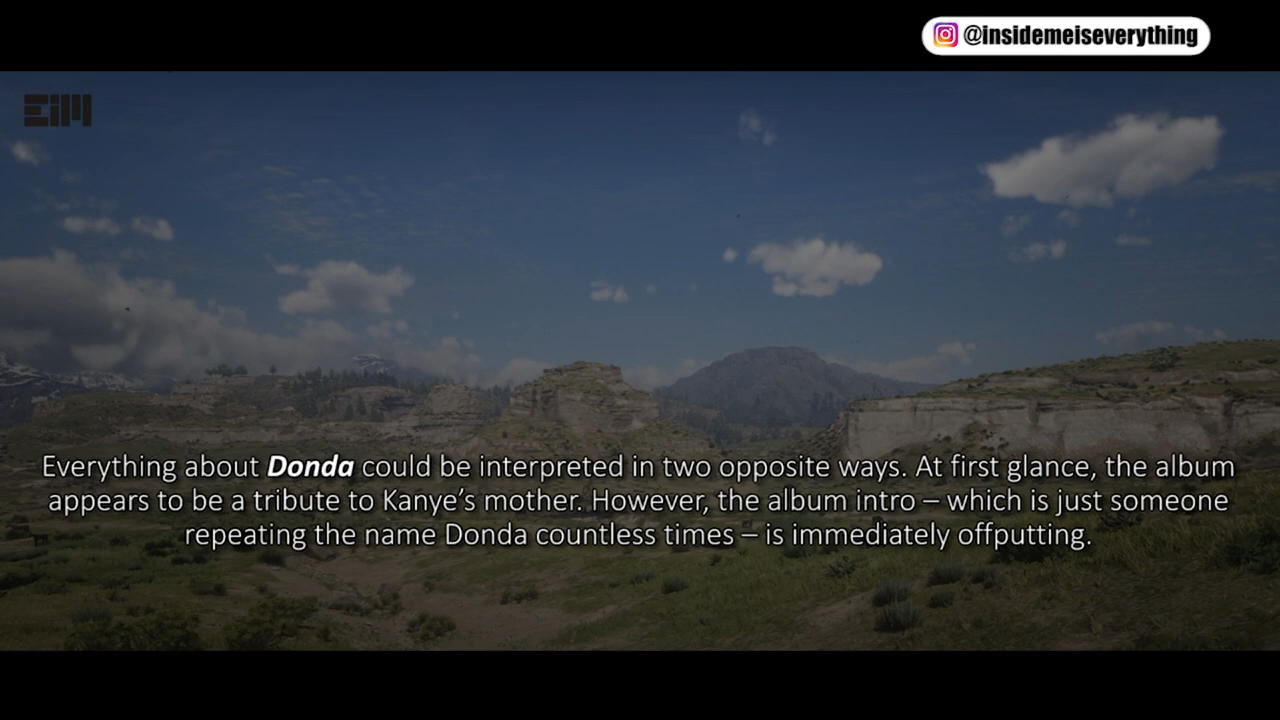 @insidemeiseverything
EiM
Everything about Donda could be interpreted in two opposite ways. At first glance, the album
appears to be a tribute to Kanye’s mother. However, the album intro – which is just someone
repeating the name Donda countless times – is immediately offputting.